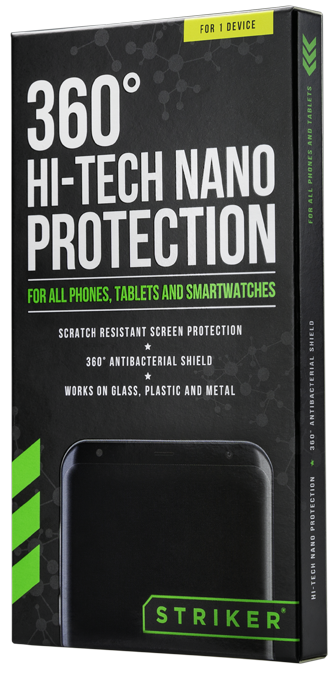 FOR 1 DEVICE
360°
HI-TECH NANO
PROTECTION
FOR ALL PHONES, TABLETS AND SMARTWATCHES
SCRATCH RESISTANT SCREEN PROTECTION
★
360° ANTIBACTERIAL SHIELD
★
WORKS ON GLASS, PLASTIC AND METAL
STRIKER®
FOR ALL PHONES AND TABLETS
HI-TECH NANO PROTECTION ★ 360° ANTIBACTERIAL SHIELD